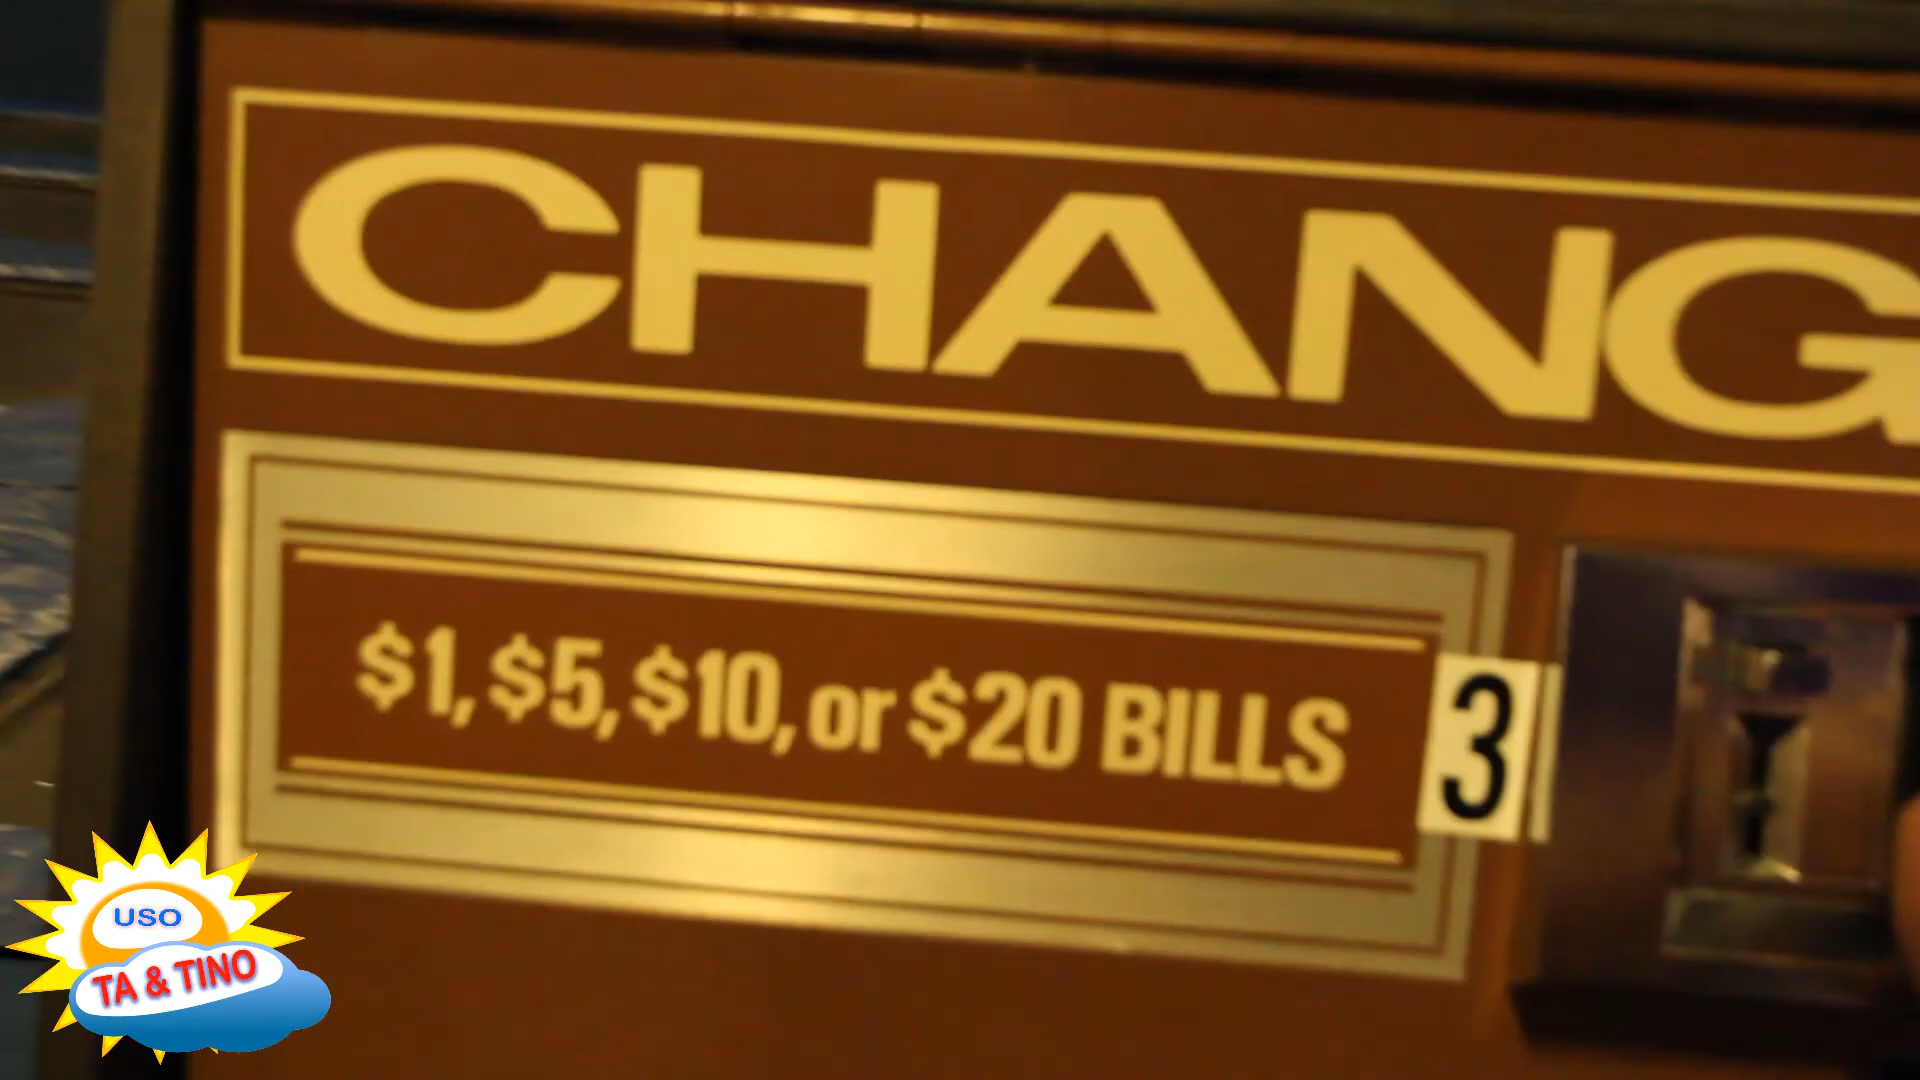 CHANG
$1, $5, $10, or $20 BILLS
3
USO
TA & TINO